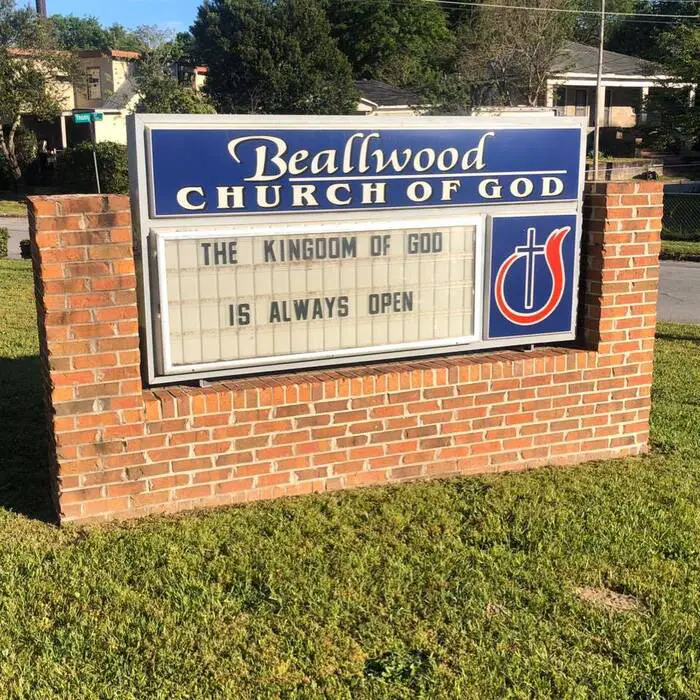 Beallwood
CHURCH OF GOD
THE KINGDOM OF GOD
IS ALWAYS OPEN